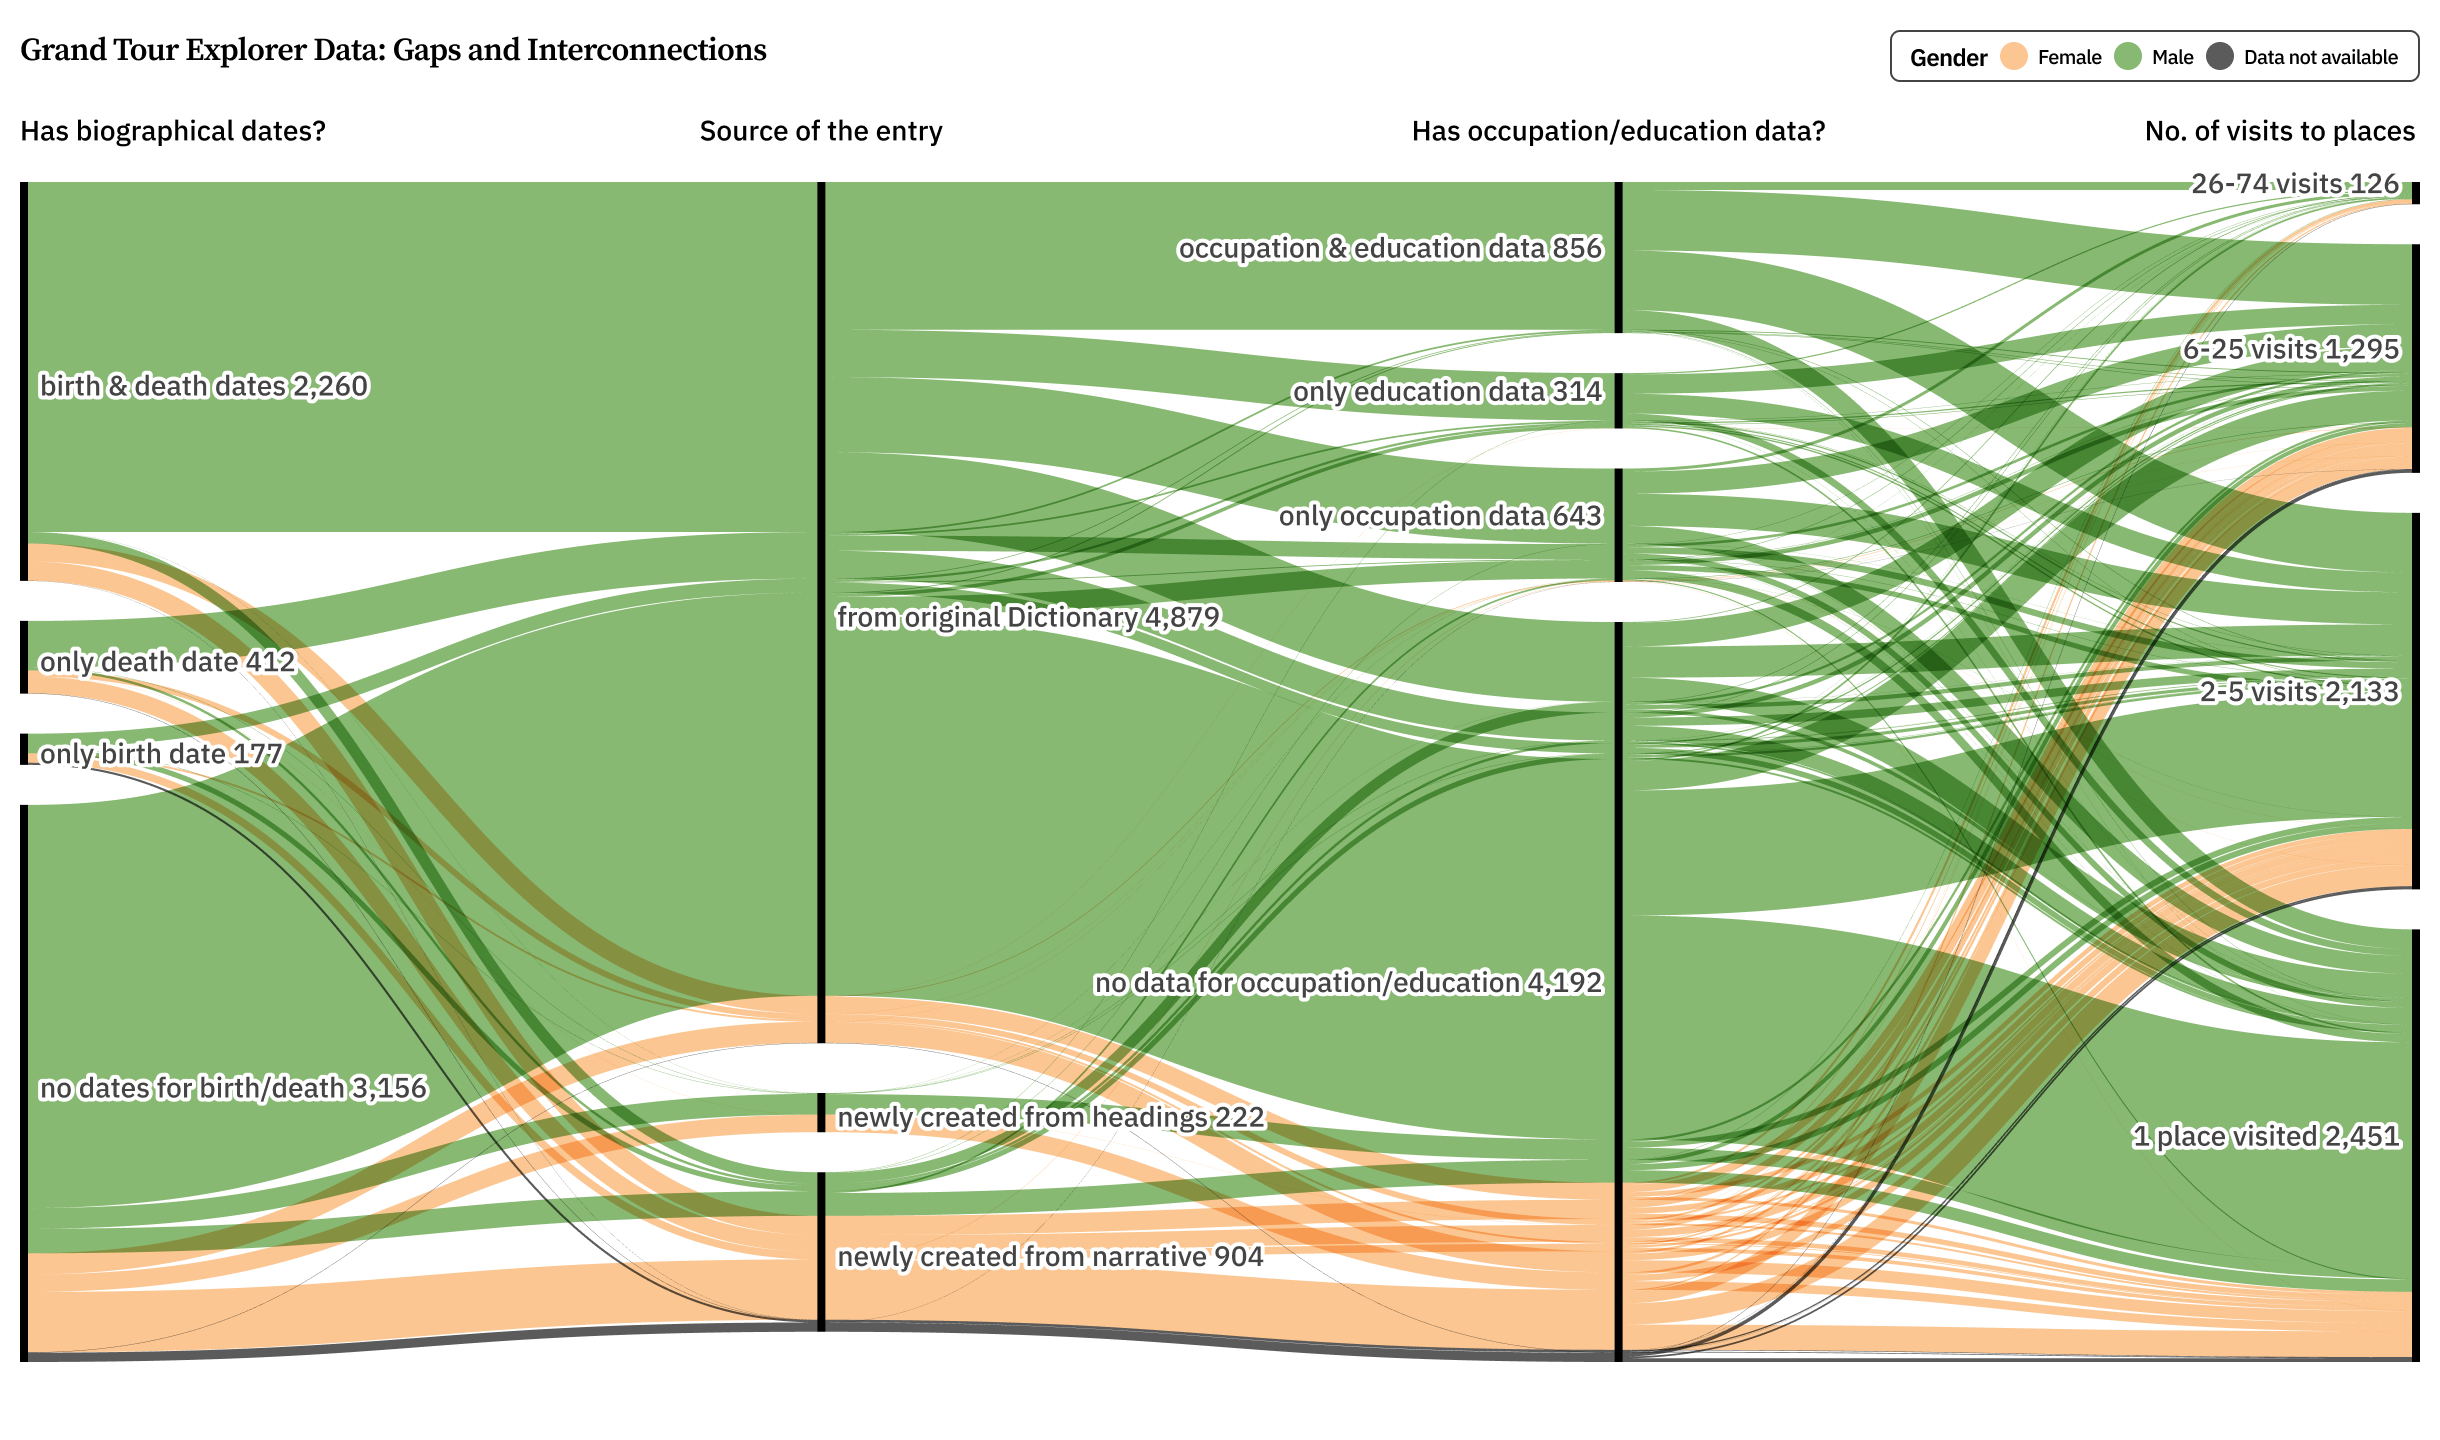 Grand Tour Explorer Data: Gaps and Interconnections
Gender Female Male Data not available
Has biographical dates?
Source of the entry
Has occupation/education data?
No. of visits to places
birth & death dates 2,260
only death date 412
only birth date 177
no dates for birth/death 3,156
from original Dictionary 4,879
newly created from headings 222
newly created from narrative 904
occupation & education data 856
only education data 314
only occupation data 643
no data for occupation/education 4,192
26-74 visits 126
6-25 visits 1,295
2-5 visits 2,133
1 place visited 2,451